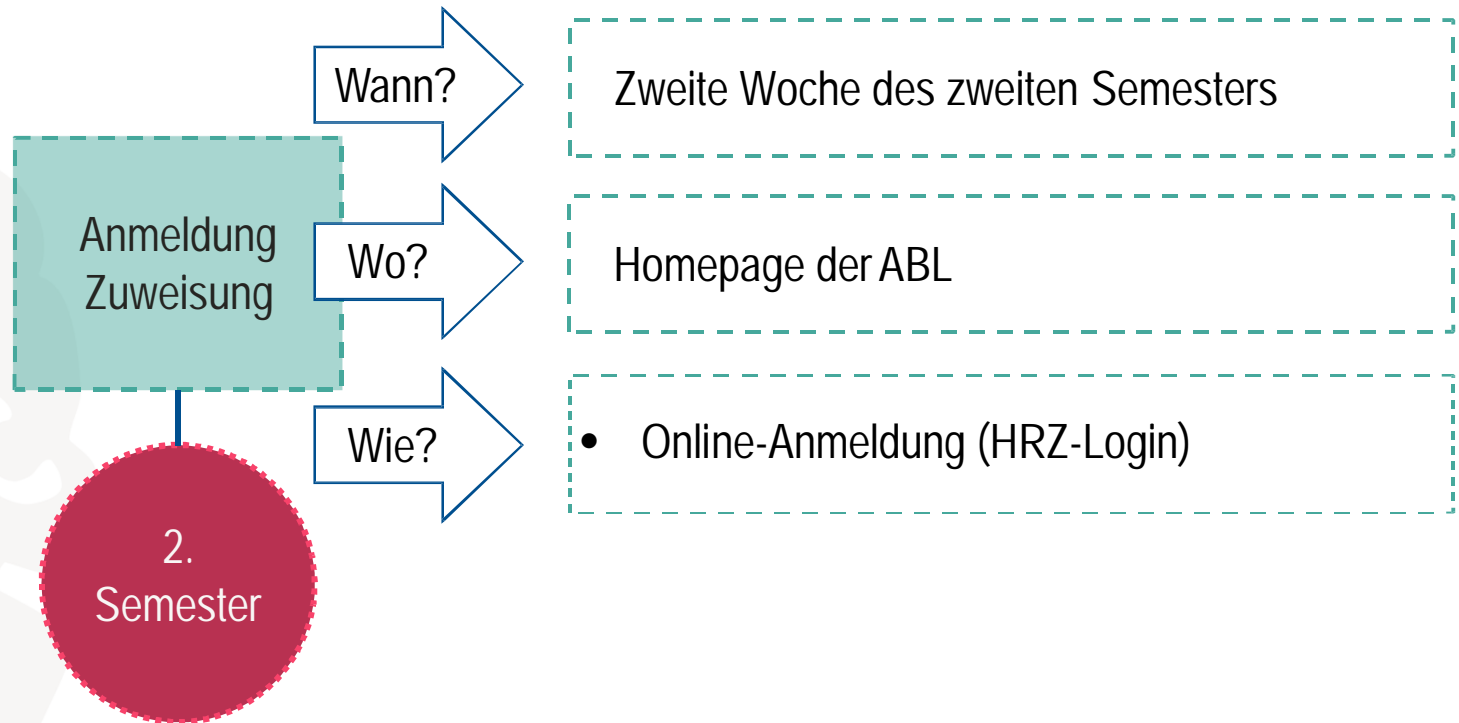 Wann?
Zweite Woche des zweiten Semesters
Anmeldung
Zuweisung
Wo?
Homepage der ABL
Wie?
• Online-Anmeldung (HRZ-Login)
2.
Semester